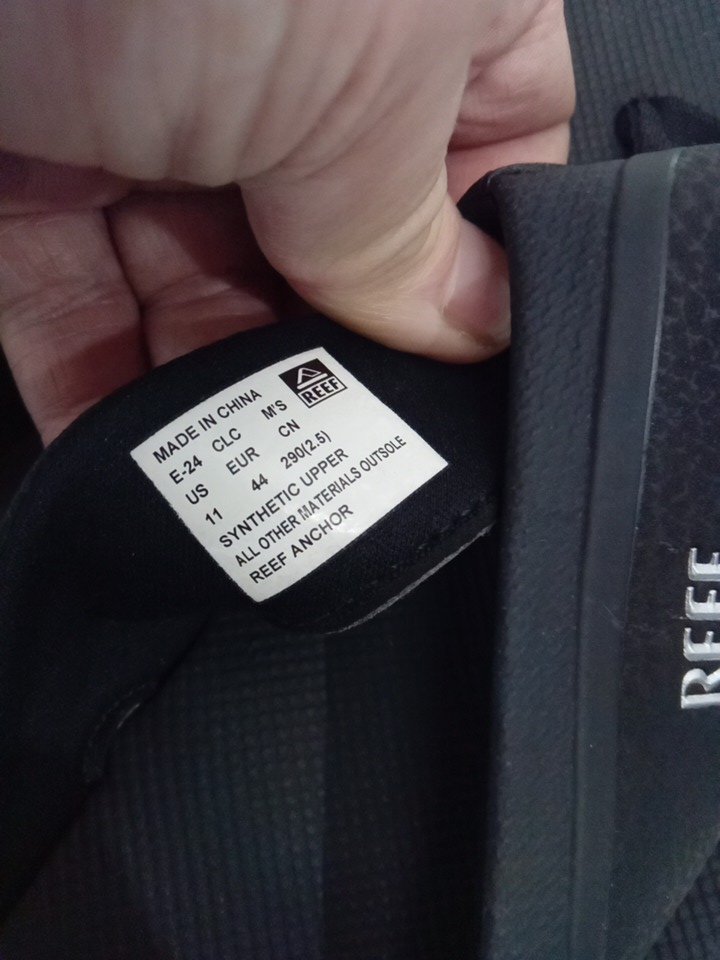 REEF
MADE IN CHINA
E-24 CLC M'S
US EUR CN
11 44 290(2.5)
SYNTHETIC UPPER
ALL OTHER MATERIALS OUTSOLE
REEF ANCHOR
REEF